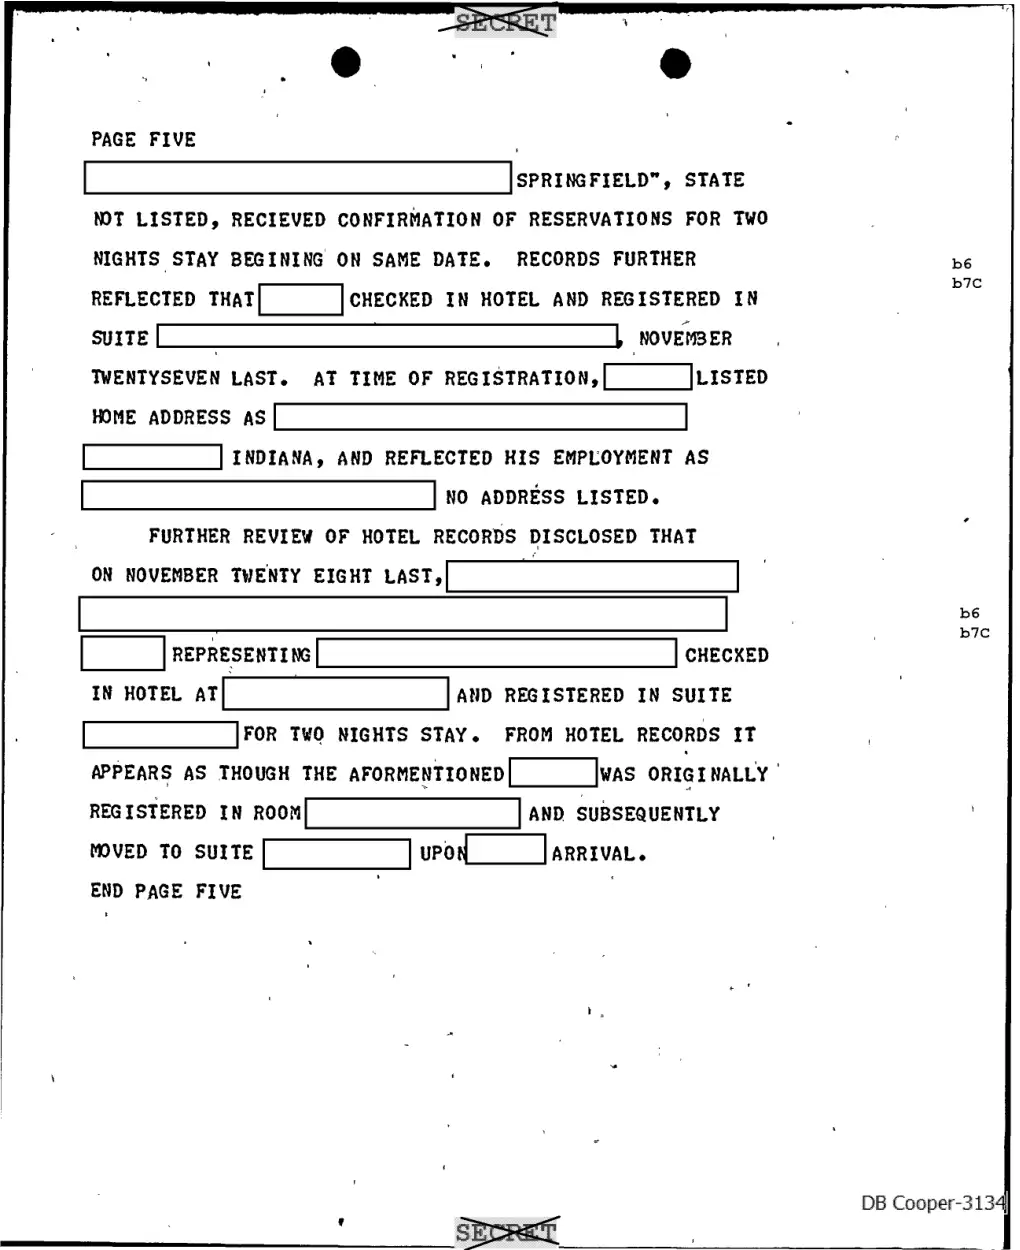 SECRET
PAGE FIVE
SPRINGFIELD", STATE
NOT LISTED, RECIEVED CONFIRMATION OF RESERVATIONS FOR TWO
NIGHTS STAY BEGINING ON SAME DATE. RECORDS FURTHER
b6
b7C
REFLECTED THAT CHECKED IN HOTEL AND REGISTERED IN
SUITE , NOVEMBER
TWENTYSEVEN LAST. AT TIME OF REGISTRATION, LISTED
HOME ADDRESS AS
INDIANA, AND REFLECTED HIS EMPLOYMENT AS
NO ADDRESS LISTED.
FURTHER REVIEW OF HOTEL RECORDS DISCLOSED THAT
ON NOVEMBER TWENTY EIGHT LAST,
b6
b7C
REPRESENTING CHECKED
IN HOTEL AT AND REGISTERED IN SUITE
FOR TWO NIGHTS STAY. FROM HOTEL RECORDS IT
APPEARS AS THOUGH THE AFORMENTIONED WAS ORIGINALLY
REGISTERED IN ROOM AND SUBSEQUENTLY
MOVED TO SUITE UPON ARRIVAL.
END PAGE FIVE
DB Cooper-3134
SECRET